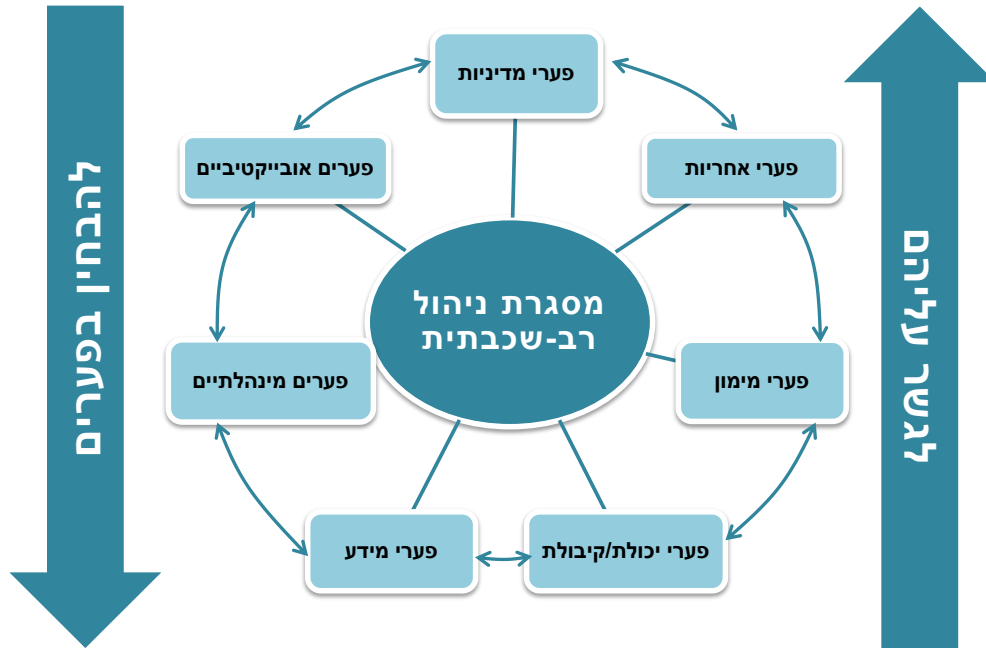 פערי מדיניות
פערי אחריות
פערים אובייקטיביים
לגשר עליהם
להבחין בפערים
מסגרת ניהול
רב-שכבתית
פערי מימון
פערים מינהלתיים
פערי יכולת/קיבולת
פערי מידע